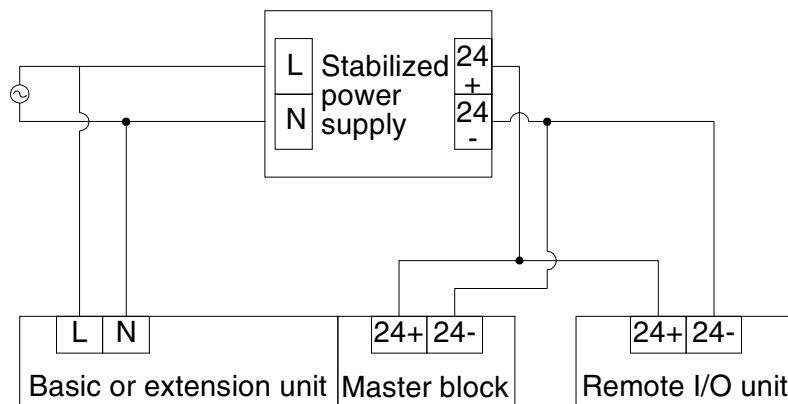 L
N
Stabilized
power
supply
24
+
24
-
L N
24+ 24-
24+ 24-
Basic or extension unit
Master block
Remote I/O unit